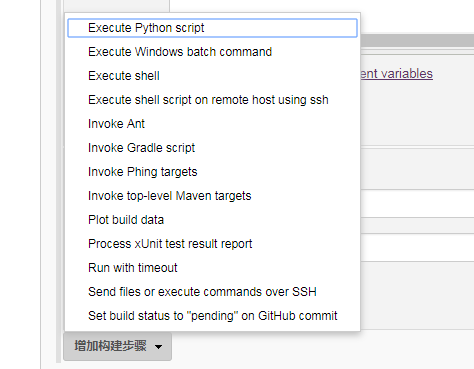 Execute Python script
Execute Windows batch command
Execute shell
ent variables
Execute shell script on remote host using ssh
Invoke Ant
Invoke Gradle script
Invoke Phing targets
Invoke top-level Maven targets
Plot build data
Process xUnit test result report
Run with timeout
Send files or execute commands over SSH
Set build status to "pending" on GitHub commit
增加构建步骤